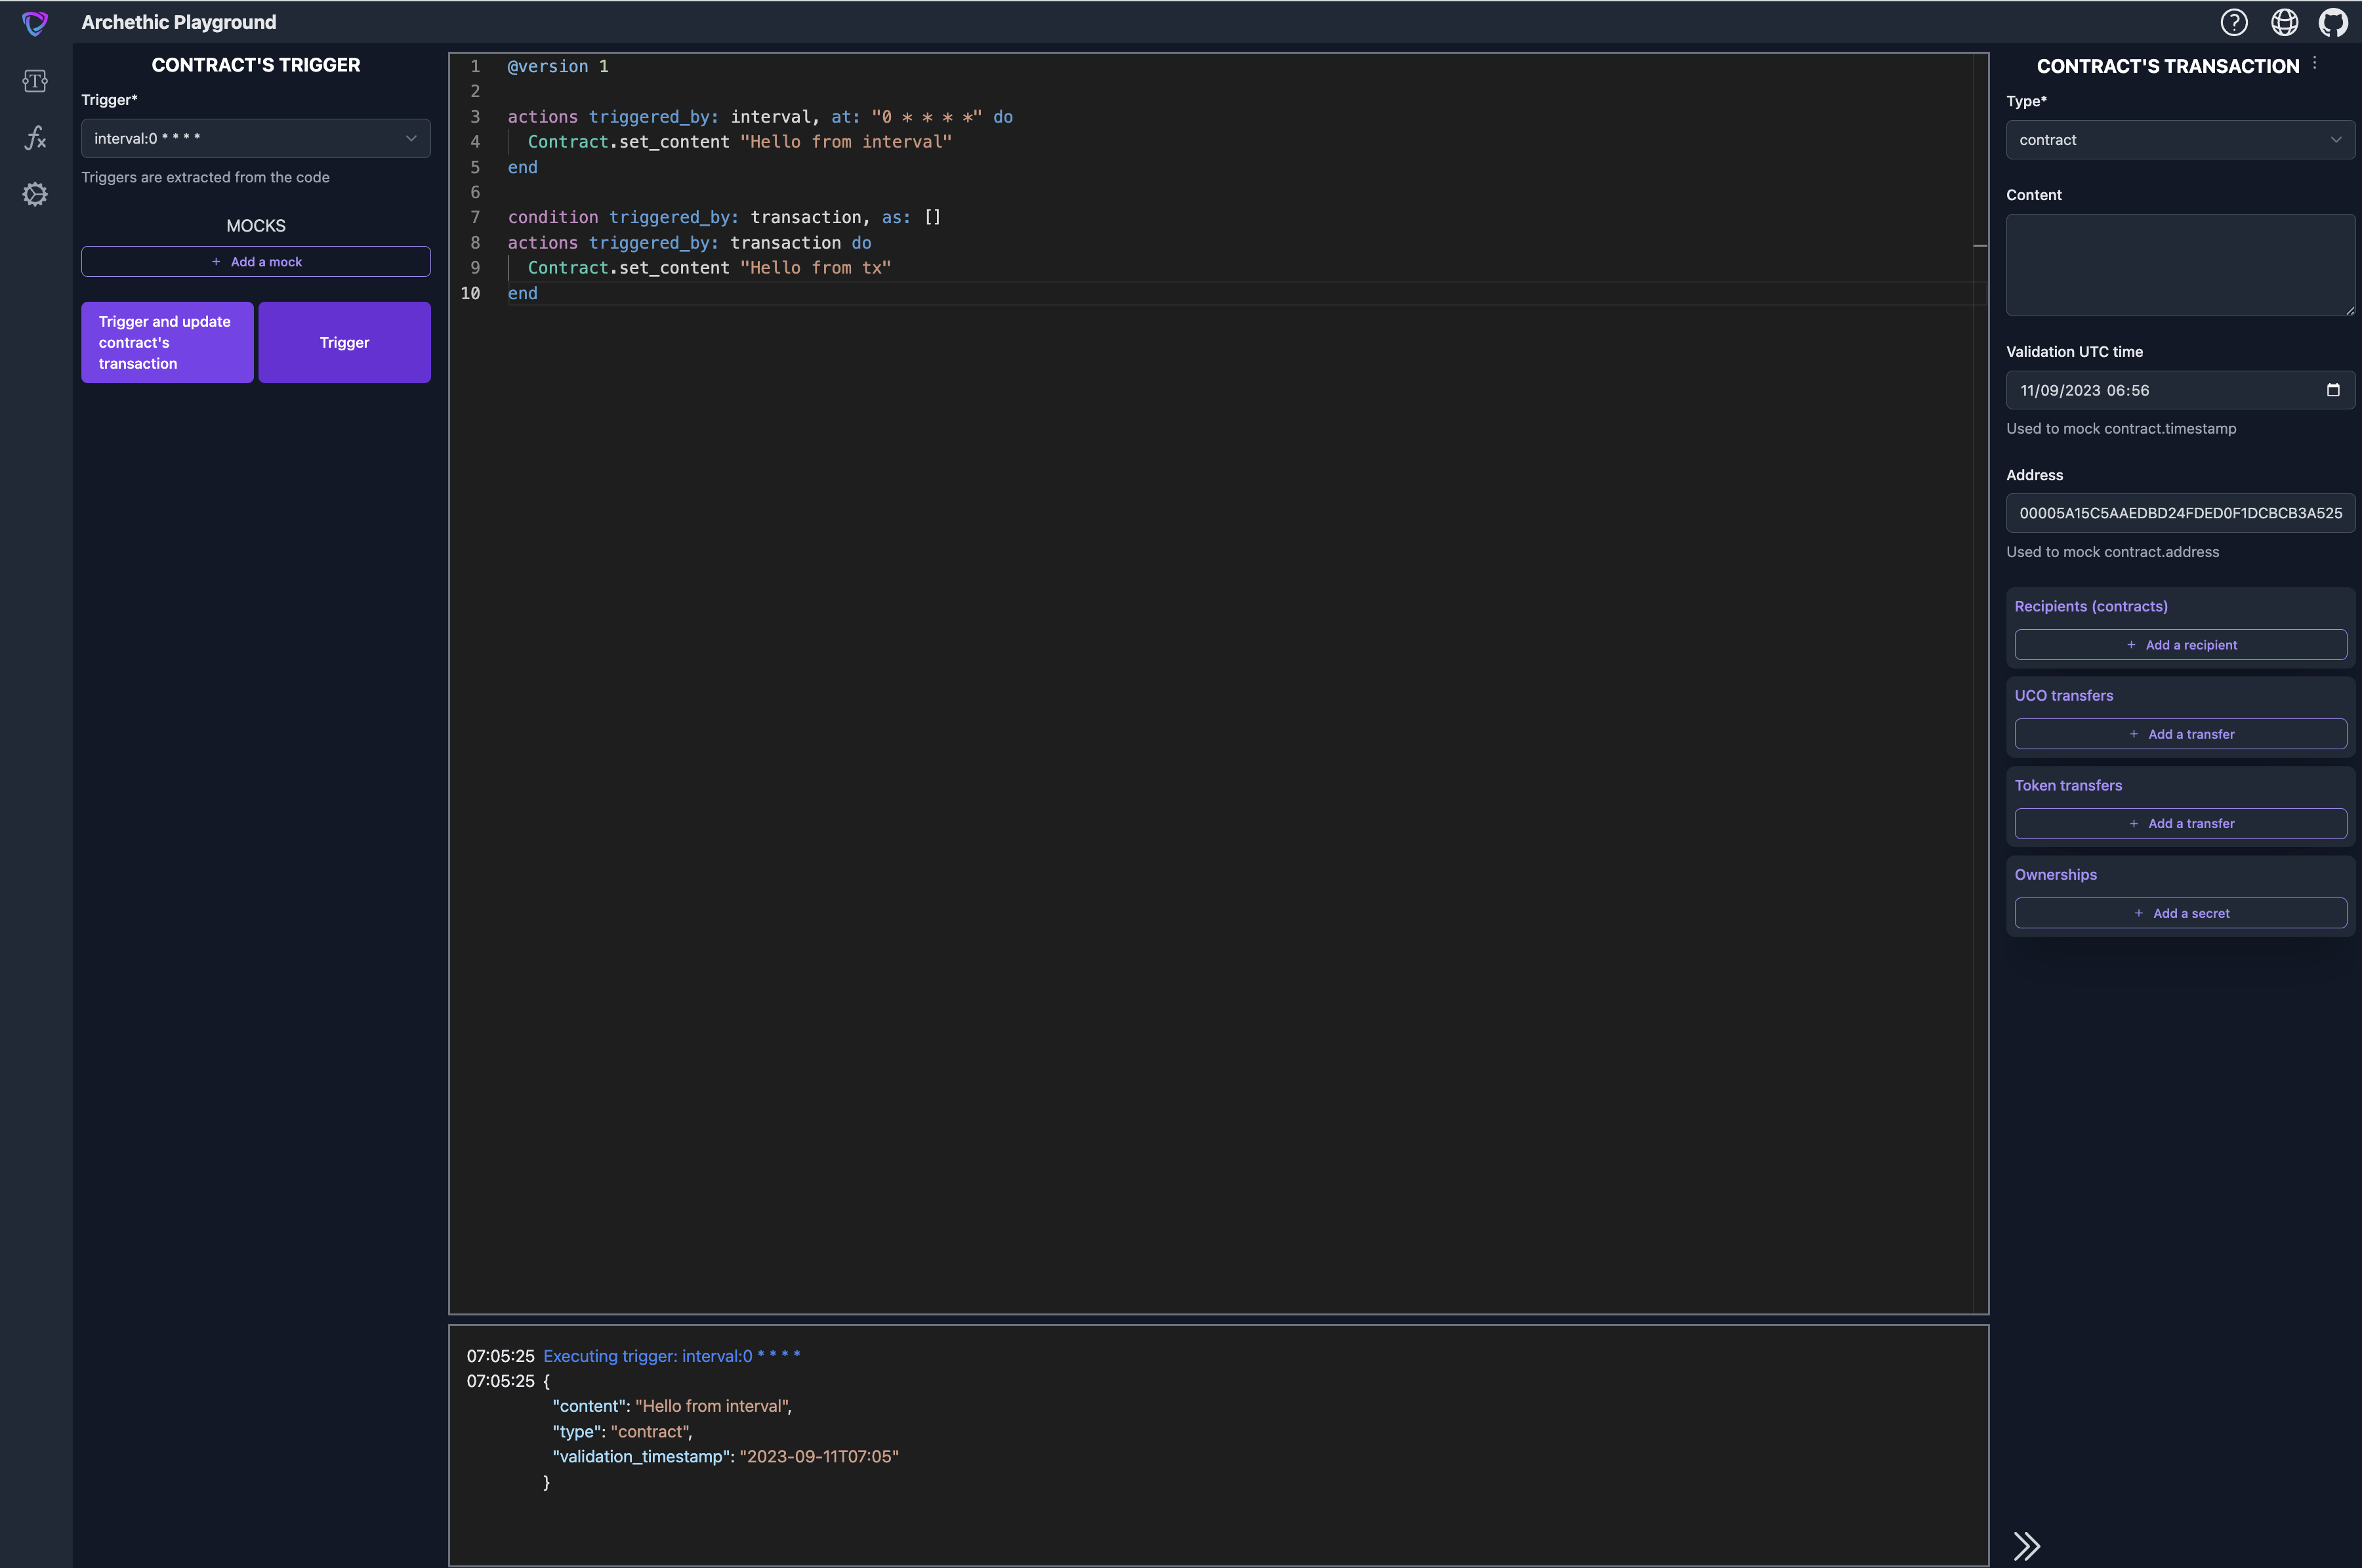 Archethic Playground
CONTRACT'S TRIGGER
Trigger*
interval:0 * * * *
Triggers are extracted from the code
MOCKS
+ Add a mock
Trigger and update
contract's
transaction
Trigger
1 @version 1
2
3 actions triggered_by: interval, at: "0 * * * *" do
4 Contract.set_content "Hello from interval"
5 end
6
7 condition triggered_by: transaction, as: []
8 actions triggered_by: transaction do
9 Contract.set_content "Hello from tx"
10 end
07:05:25 Executing trigger: interval:0 * * * *
07:05:25 {
"content": "Hello from interval",
"type": "contract",
"validation_timestamp": "2023-09-11T07:05"
}
CONTRACT'S TRANSACTION
Type*
contract
Content
Validation UTC time
11/09/2023 06:56
Used to mock contract.timestamp
Address
00005A15C5AAEDBD24FDED0F1DCBCB3A525
Used to mock contract.address
Recipients (contracts)
+ Add a recipient
UCO transfers
+ Add a transfer
Token transfers
+ Add a transfer
Ownerships
+ Add a secret